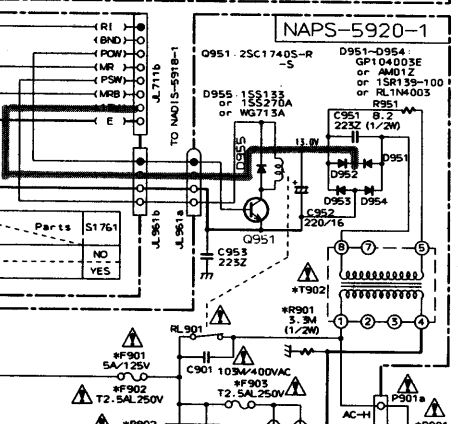 NAPS-5920-1
( RI )
( GND )
( POW )
( MR )
( PSW )
( MRB )
( E )
JL711b
TO NADIS-5918-1
Q951 2SC1740S-R
-S
D955 1SS133
or 1SS270A
or WG713A
D951~D954
GP104003E
or AM01Z
or 1SR139-100
or RL1N4003
R951
8.2
(1/2W)
C951
223Z
13.0V
D955
D951
D952
D953
D954
C952
220/16
Q951
JL951b
JL951a
C953
223Z
Parts
S1761
NO
YES
8
7
5
*T902
*R901
3.3M
(1/2W)
1
2
3
4
RL901
*F901
5A/125V
C901
103M/400VAC
*F902
T2.5AL250V
*F903
T2.5AL250V
AC-H
P901a